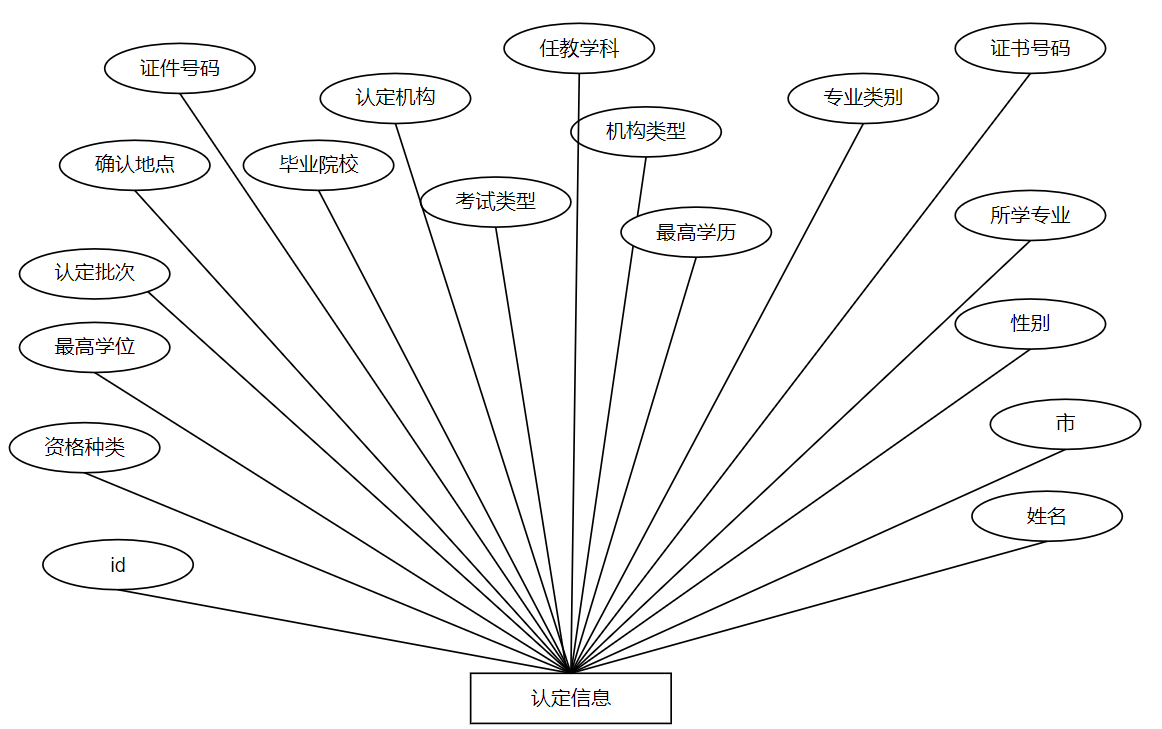 任教学科
证书号码
证件号码
认定机构
专业类别
机构类型
确认地点
毕业院校
考试类型
所学专业
最高学历
认定批次
性别
最高学位
市
资格种类
姓名
id
认定信息